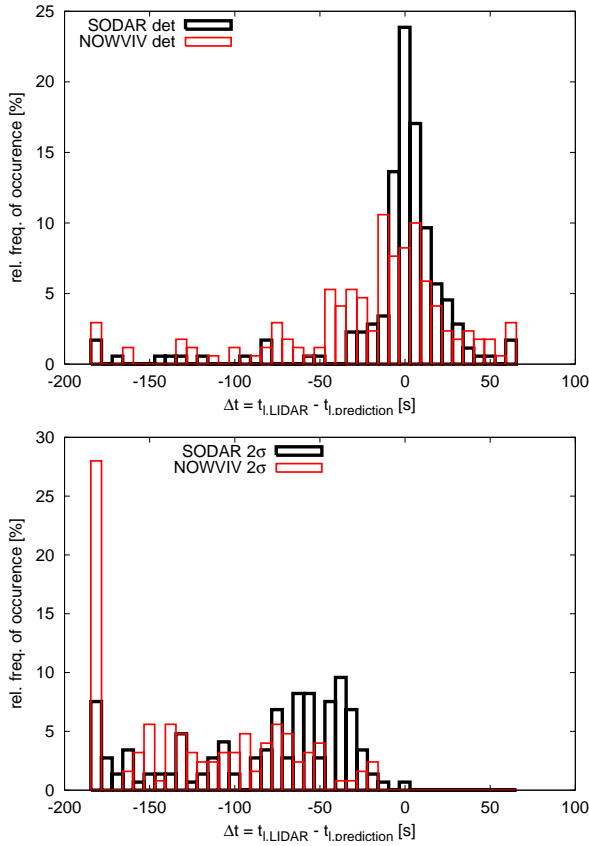 25
20
15
10
5
0
rel. freq. of occurence [%]
SODAR det
NOWVIV det
-200 -150 -100 -50 0 50 100
Δt = tl,LIDAR - tl,prediction [s]
30
25
20
15
10
5
0
rel. freq. of occurence [%]
SODAR 2σ
NOWVIV 2σ
-200 -150 -100 -50 0 50 100
Δt = tl,LIDAR - tl,prediction [s]